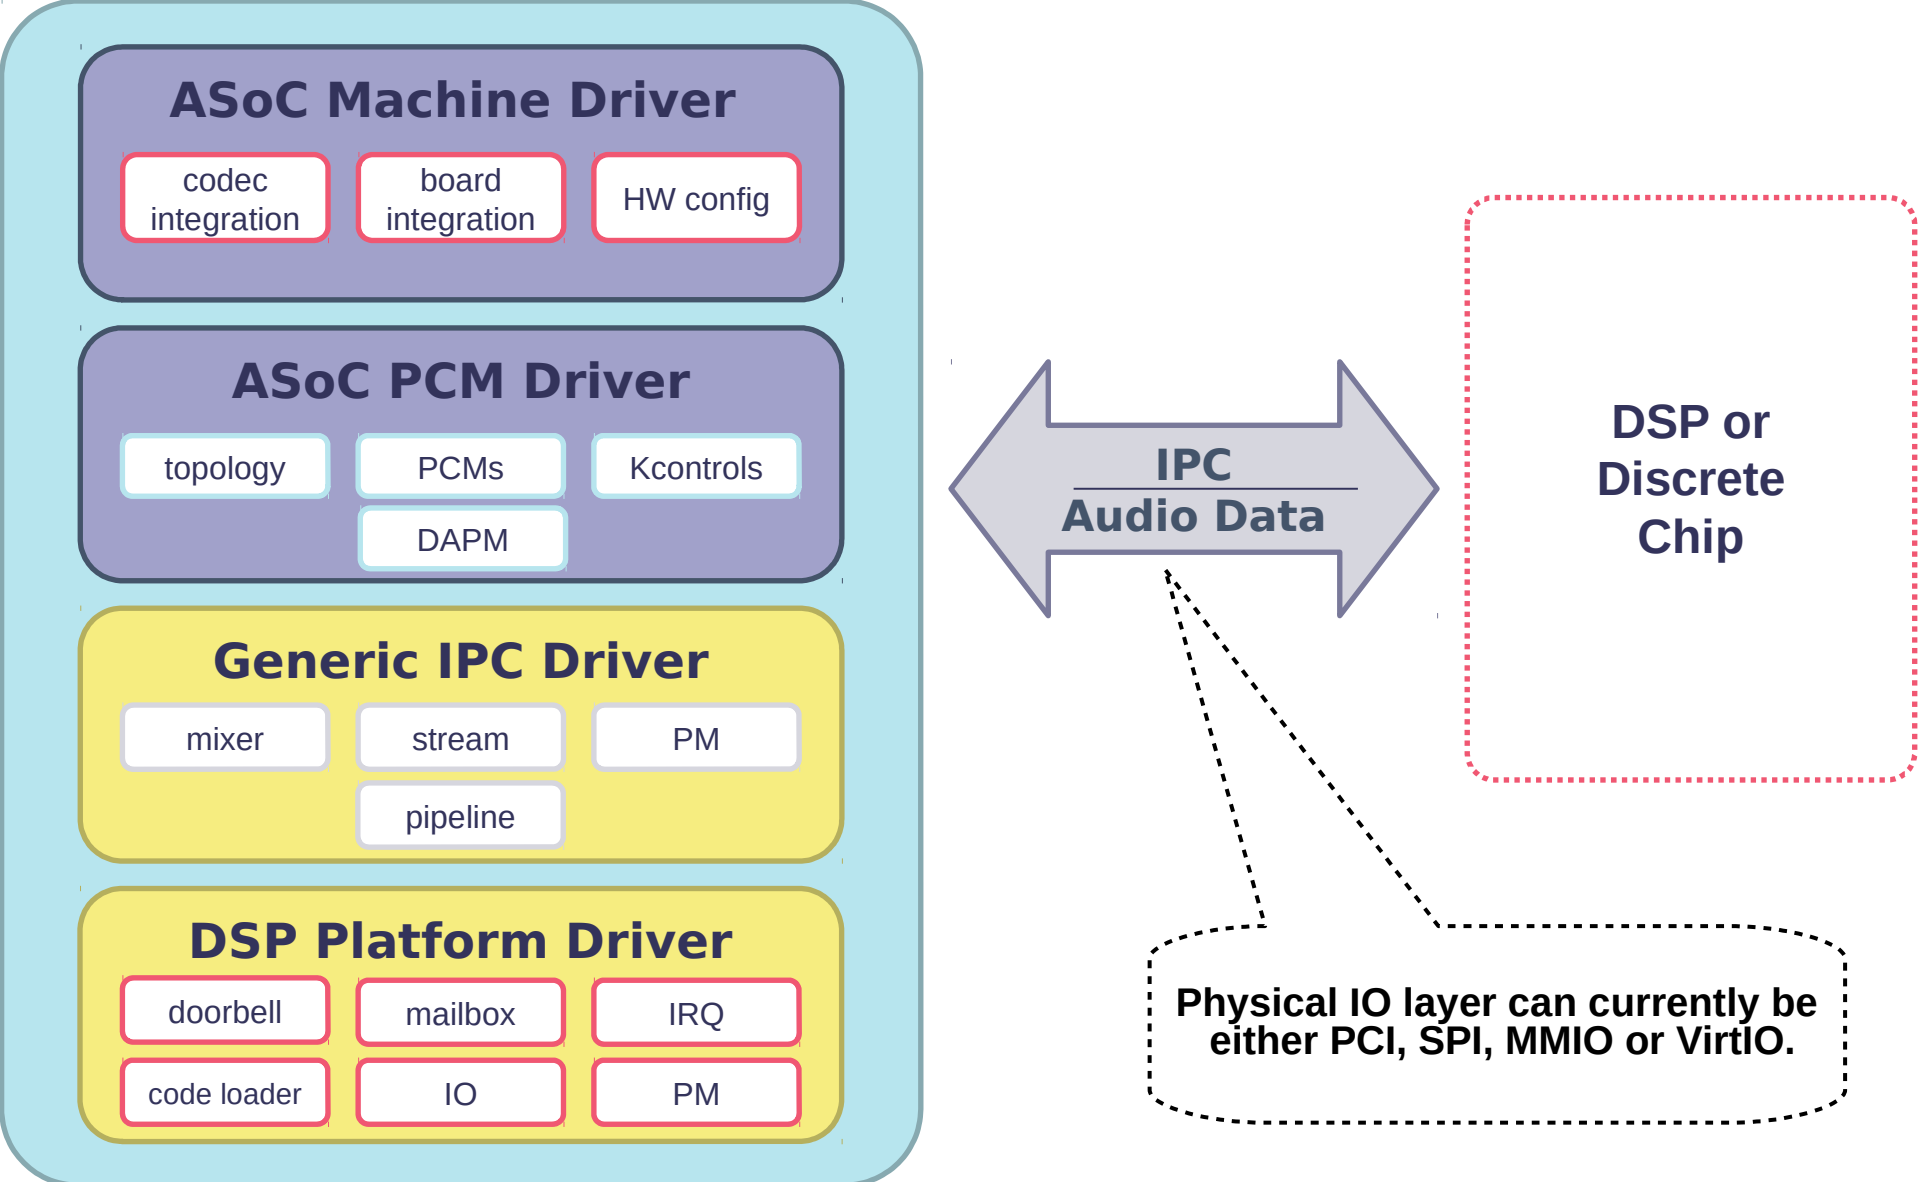 ASoC Machine Driver
codec
integration
board
integration
HW config
ASoC PCM Driver
topology
PCMs
Kcontrols
DAPM
Generic IPC Driver
mixer
stream
PM
pipeline
DSP Platform Driver
doorbell
mailbox
IRQ
code loader
IO
PM
IPC
Audio Data
DSP or
Discrete
Chip
Physical IO layer can currently be
either PCI, SPI, MMIO or VirtIO.